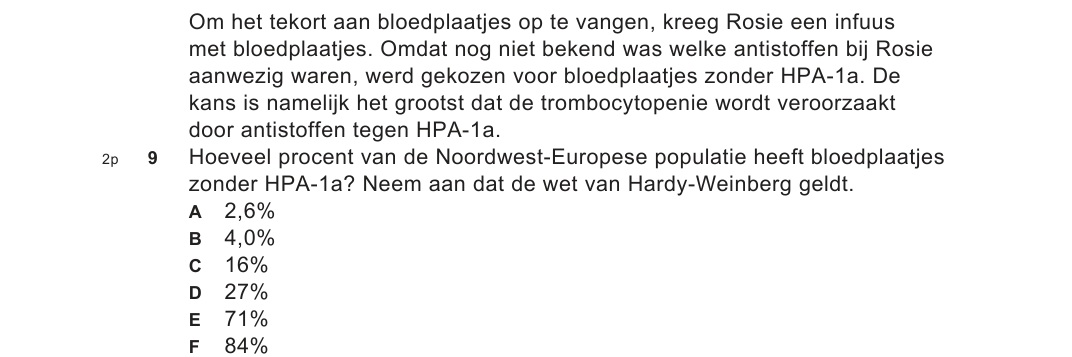 Om het tekort aan bloedplaatjes op te vangen, kreeg Rosie een infuus
met bloedplaatjes. Omdat nog niet bekend was welke antistoffen bij Rosie
aanwezig waren, werd gekozen voor bloedplaatjes zonder HPA-1a. De
kans is namelijk het grootst dat de trombocytopenie wordt veroorzaakt
door antistoffen tegen HPA-1a.
2p 9 Hoeveel procent van de Noordwest-Europese populatie heeft bloedplaatjes
zonder HPA-1a? Neem aan dat de wet van Hardy-Weinberg geldt.
A 2,6%
B 4,0%
C 16%
D 27%
E 71%
F 84%